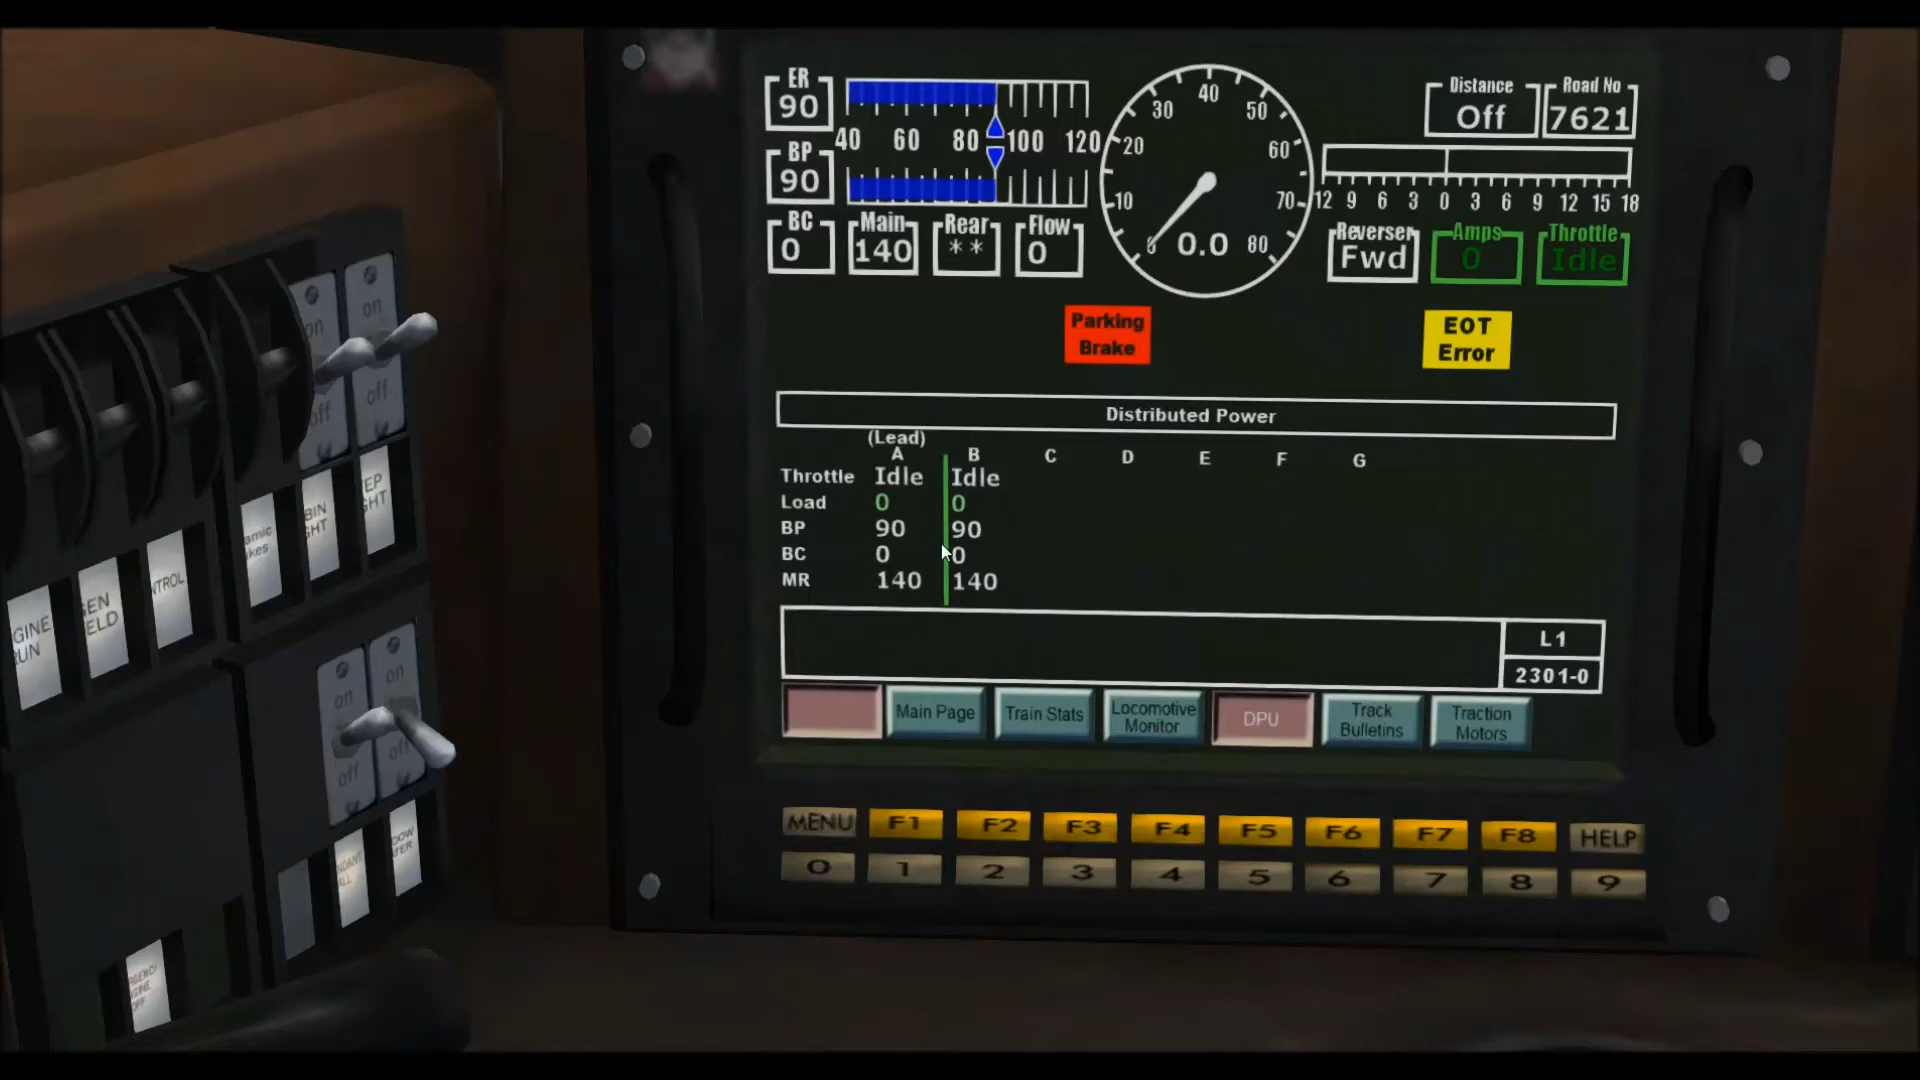 ER
90
BP
90
40 60 80 100 120
BC
0
Main
140
Rear
**
Flow
0
0 10 20 30 40 50 60 70 80
0.0
Distance
Off
Road No
7621
12 9 6 3 0 3 6 9 12 15 18
Reverser
Fwd
Amps
0
Throttle
Idle
Parking
Brake
EOT
Error
Distributed Power
(Lead)
A B C D E F G
Throttle Idle Idle
Load 0 0
BP 90 90
BC 0 0
MR 140 140
L1
2301-0
Main Page
Train Stats
Locomotive
Monitor
DPU
Track
Bulletins
Traction
Motors
MENU F1 F2 F3 F4 F5 F6 F7 F8 HELP
0 1 2 3 4 5 6 7 8 9
on
on
off
off
on
on
off
off